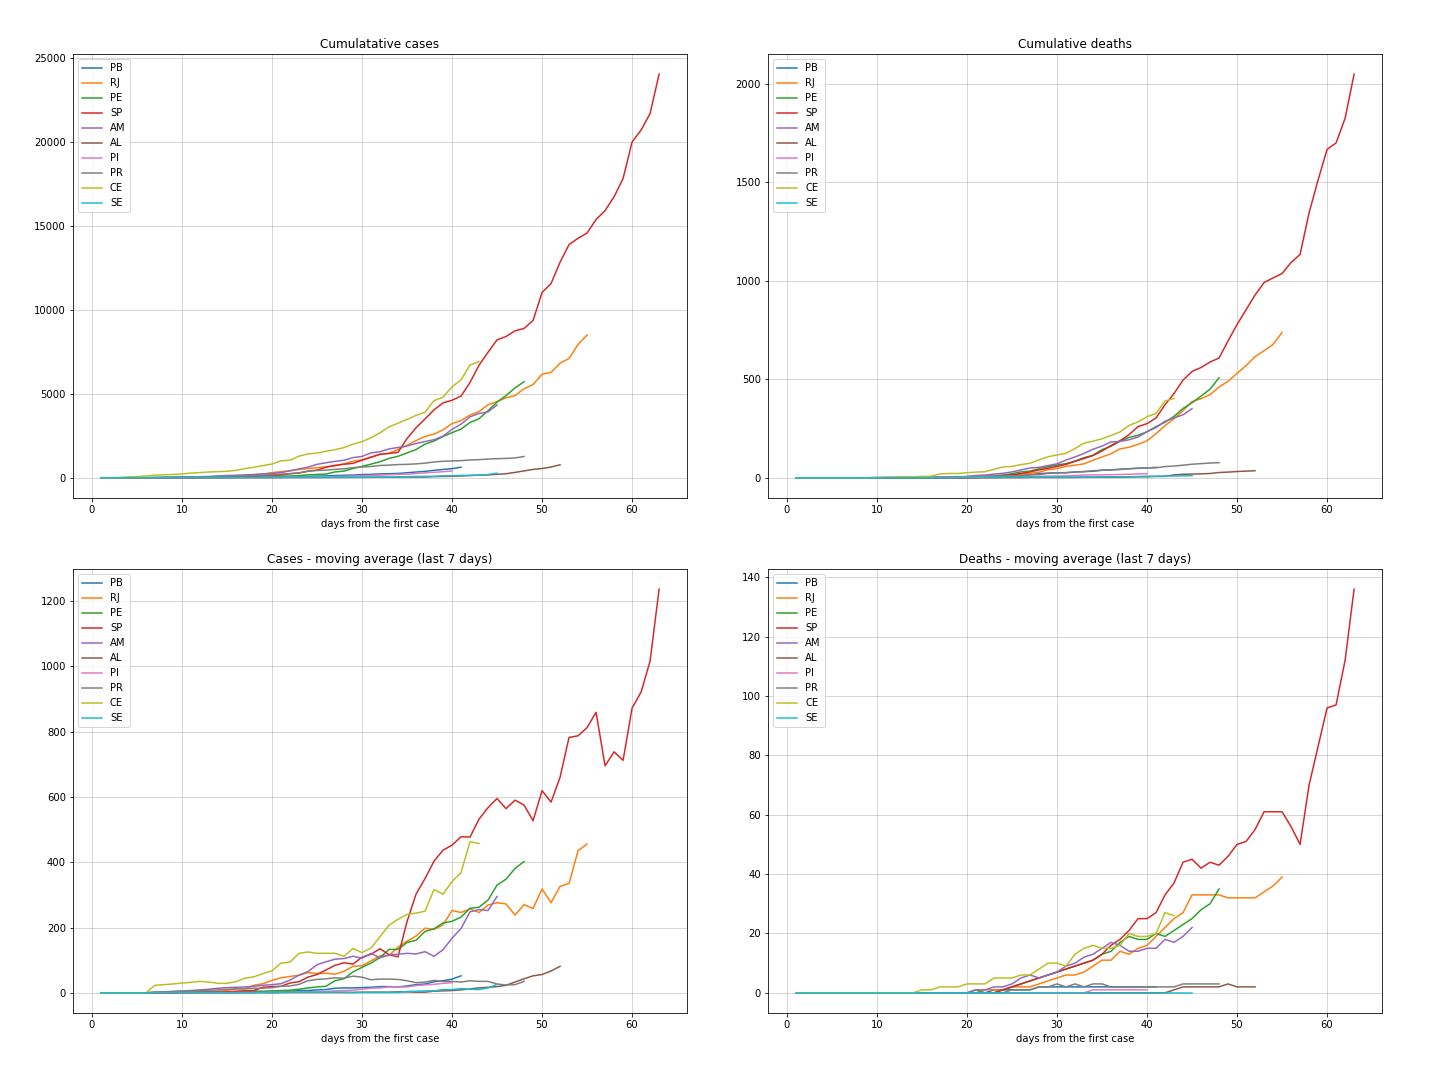 Cumulatative cases
25000
20000
15000
10000
5000
0
PB
RJ
PE
SP
AM
AL
PI
PR
CE
SE
0 10 20 30 40 50 60
days from the first case
Cumulative deaths
2000
1500
1000
500
0
PB
RJ
PE
SP
AM
AL
PI
PR
CE
SE
0 10 20 30 40 50 60
days from the first case
Cases - moving average (last 7 days)
1200
1000
800
600
400
200
0
PB
RJ
PE
SP
AM
AL
PI
PR
CE
SE
0 10 20 30 40 50 60
days from the first case
Deaths - moving average (last 7 days)
140
120
100
80
60
40
20
0
PB
RJ
PE
SP
AM
AL
PI
PR
CE
SE
0 10 20 30 40 50 60
days from the first case